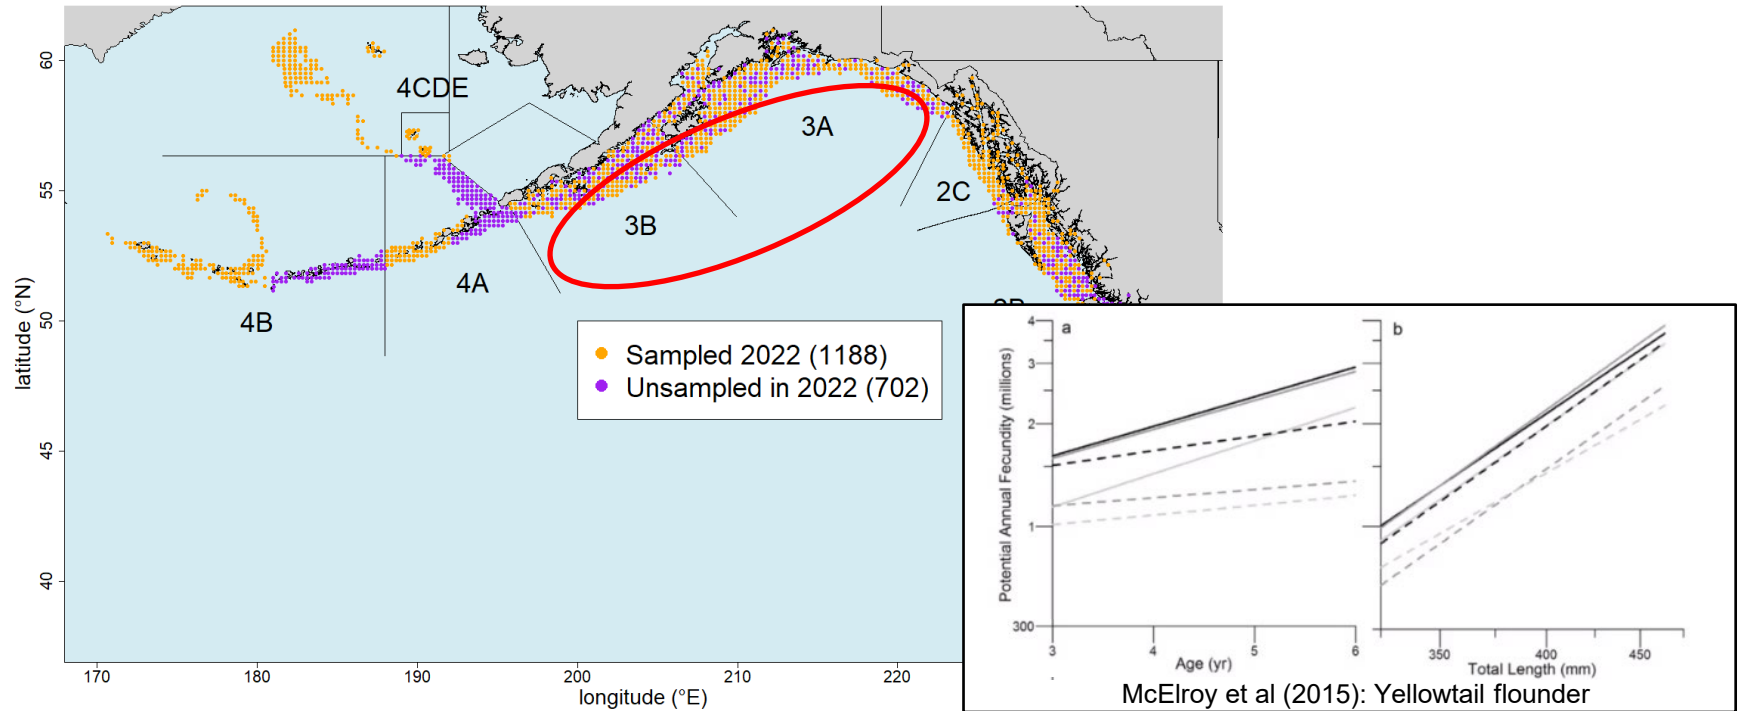 60
55
50
45
40
latitude (°N)
170
180
190
200
210
220
longitude (°E)
4CDE
3A
2C
3B
4A
4B
Sampled 2022 (1188)
Unsampled in 2022 (702)
a
b
4
3
2
1
300
Potential Annual Fecundity (millions)
3
4
5
6
Age (yr)
350
400
450
Total Length (mm)
McElroy et al (2015): Yellowtail flounder